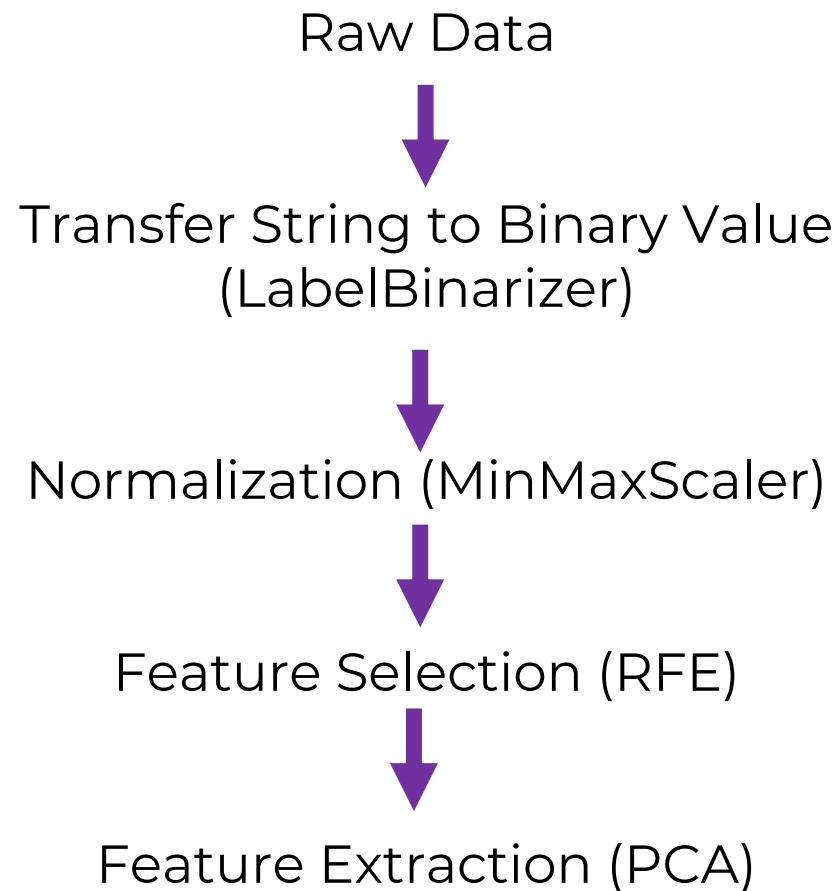 Raw Data
Transfer String to Binary Value
(LabelBinarizer)
Normalization (MinMaxScaler)
Feature Selection (RFE)
Feature Extraction (PCA)